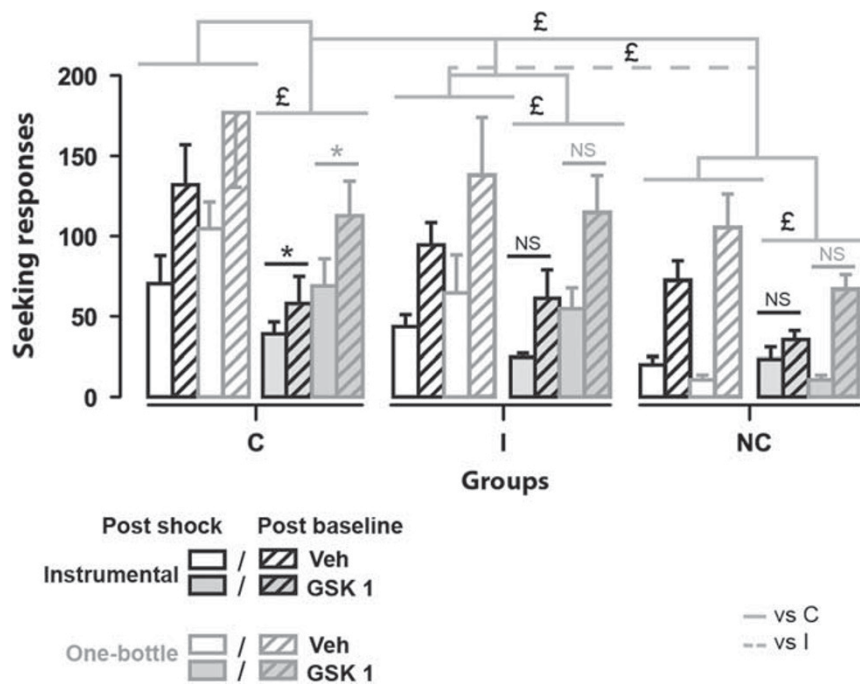 £
£
200
£
£
150
*
NS
Seeking responses
100
*
NS
£
NS
NS
50
0
C
I
NC
Groups
Post shock Post baseline
Instrumental / Veh
/ GSK 1
One-bottle / Veh
/ GSK 1
vs C
vs I